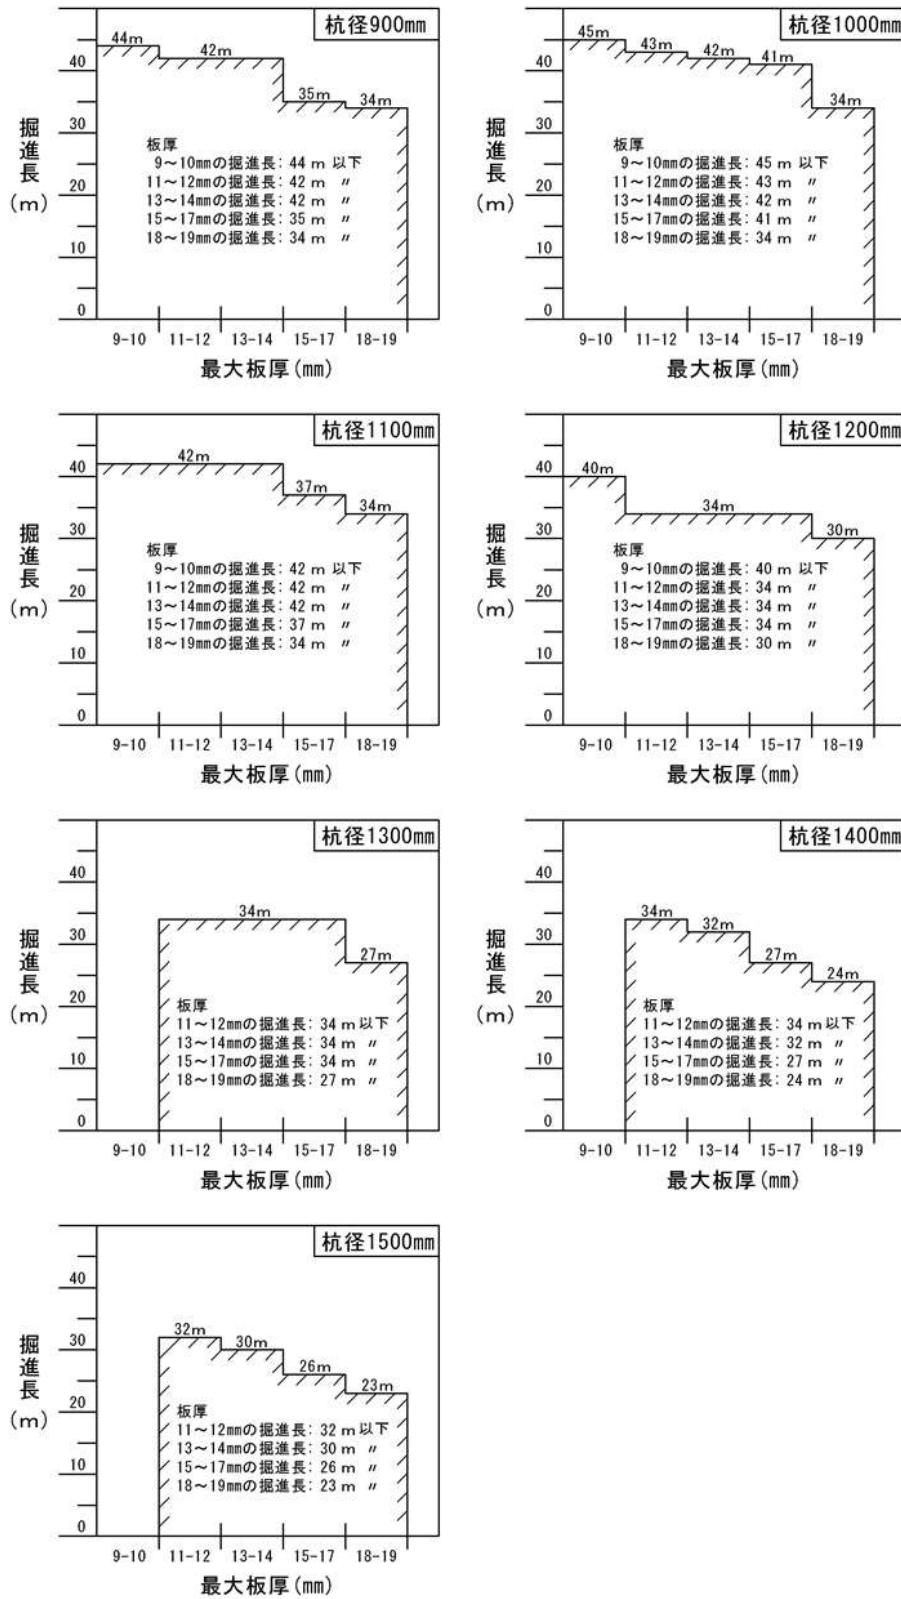 杭径900mm
44m
42m
35m
34m
40
30
20
10
0
掘進長(m)
板厚
9～10mmの掘進長: 44 m 以下
11～12mmの掘進長: 42 m 〃
13～14mmの掘進長: 42 m 〃
15～17mmの掘進長: 35 m 〃
18～19mmの掘進長: 34 m 〃
9-10 11-12 13-14 15-17 18-19
最大板厚(mm)
杭径1000mm
45m
43m
42m
41m
34m
40
30
20
10
0
掘進長(m)
板厚
9～10mmの掘進長: 45 m 以下
11～12mmの掘進長: 43 m 〃
13～14mmの掘進長: 42 m 〃
15～17mmの掘進長: 41 m 〃
18～19mmの掘進長: 34 m 〃
9-10 11-12 13-14 15-17 18-19
最大板厚(mm)
杭径1100mm
42m
37m
34m
40
30
20
10
0
掘進長(m)
板厚
9～10mmの掘進長: 42 m 以下
11～12mmの掘進長: 42 m 〃
13～14mmの掘進長: 42 m 〃
15～17mmの掘進長: 37 m 〃
18～19mmの掘進長: 34 m 〃
9-10 11-12 13-14 15-17 18-19
最大板厚(mm)
杭径1200mm
40m
34m
30m
40
30
20
10
0
掘進長(m)
板厚
9～10mmの掘進長: 40 m 以下
11～12mmの掘進長: 34 m 〃
13～14mmの掘進長: 34 m 〃
15～17mmの掘進長: 34 m 〃
18～19mmの掘進長: 30 m 〃
9-10 11-12 13-14 15-17 18-19
最大板厚(mm)
杭径1300mm
34m
27m
40
30
20
10
0
掘進長(m)
板厚
11～12mmの掘進長: 34 m 以下
13～14mmの掘進長: 34 m 〃
15～17mmの掘進長: 34 m 〃
18～19mmの掘進長: 27 m 〃
9-10 11-12 13-14 15-17 18-19
最大板厚(mm)
杭径1400mm
34m
32m
27m
24m
40
30
20
10
0
掘進長(m)
板厚
11～12mmの掘進長: 34 m 以下
13～14mmの掘進長: 32 m 〃
15～17mmの掘進長: 27 m 〃
18～19mmの掘進長: 24 m 〃
9-10 11-12 13-14 15-17 18-19
最大板厚(mm)
杭径1500mm
32m
30m
26m
23m
40
30
20
10
0
掘進長(m)
板厚
11～12mmの掘進長: 32 m 以下
13～14mmの掘進長: 30 m 〃
15～17mmの掘進長: 26 m 〃
18～19mmの掘進長: 23 m 〃
9-10 11-12 13-14 15-17 18-19
最大板厚(mm)